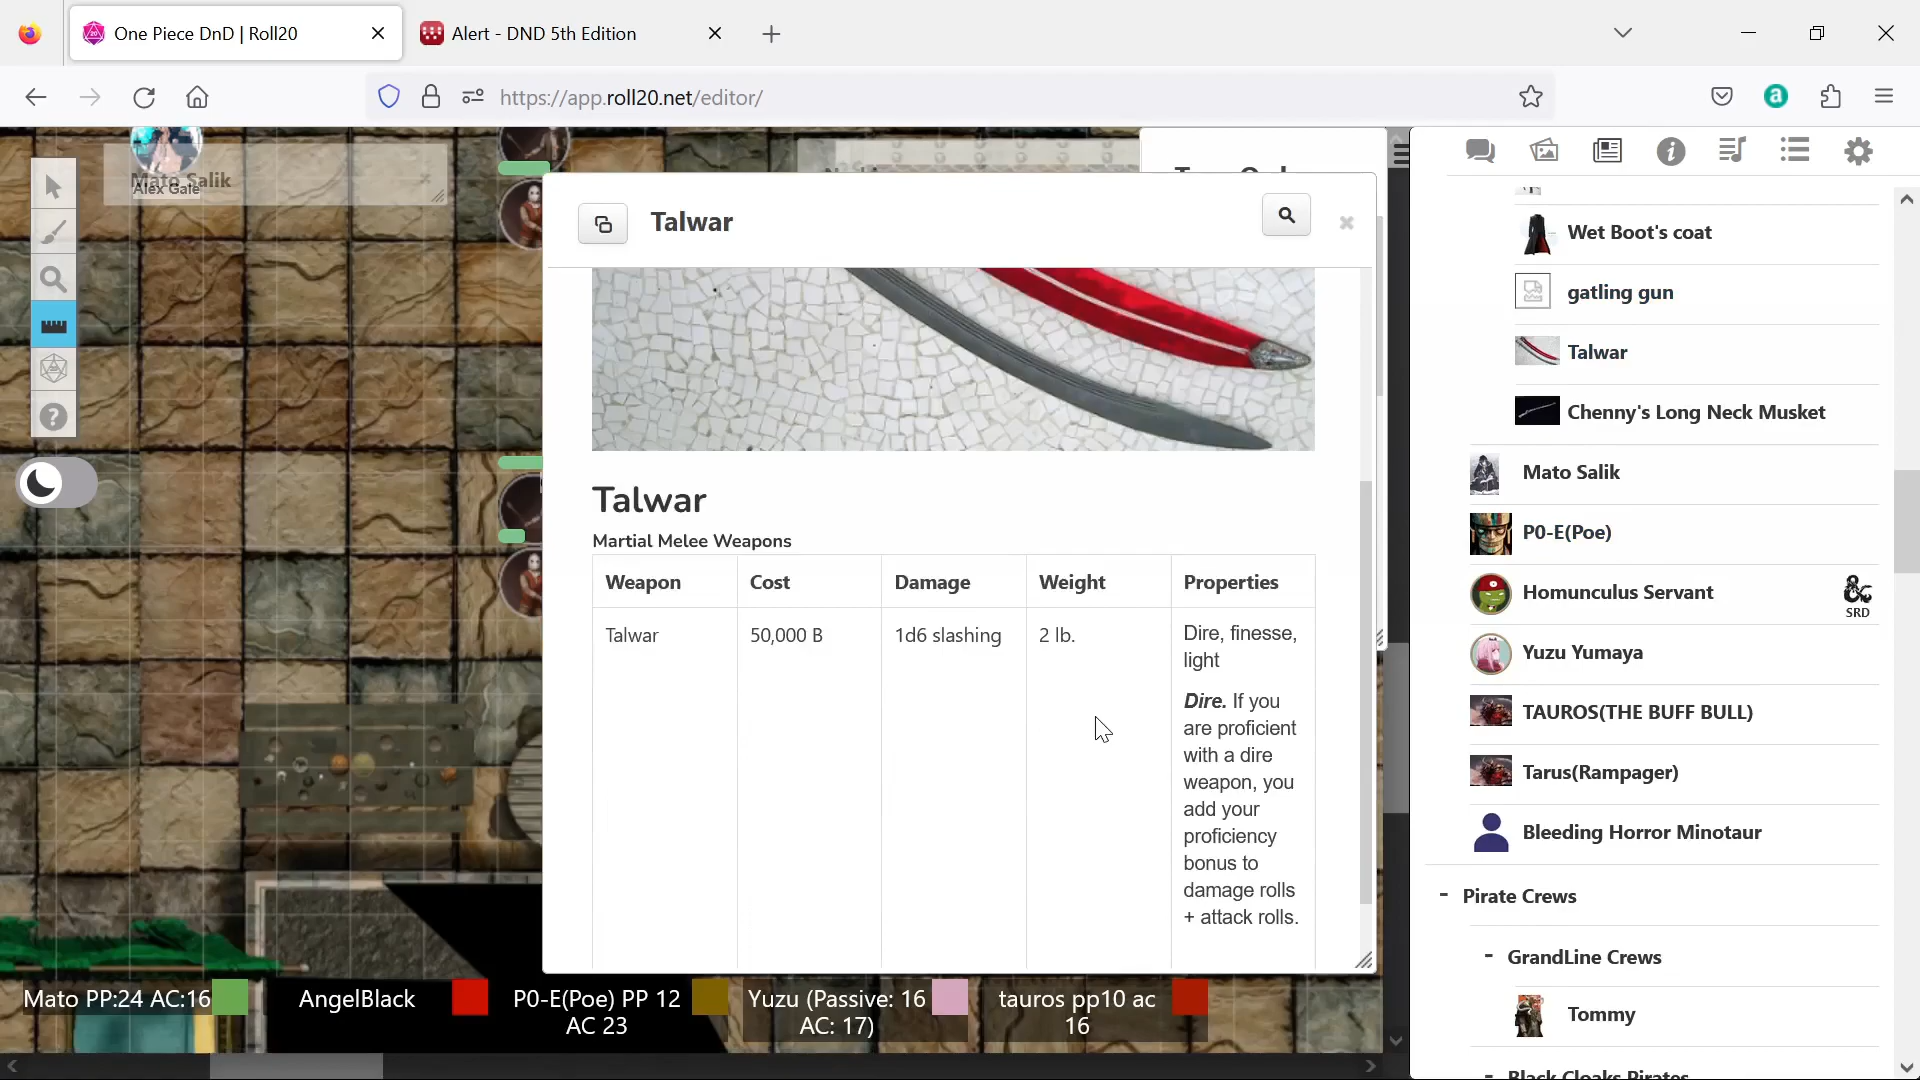 One Piece DnD | Roll20
Alert - DND 5th Edition
https://app.roll20.net/editor/
Mato Salik
Alex Gale
Talwar
Talwar
Martial Melee Weapons
Weapon Cost Damage Weight Properties
Talwar 50,000 B 1d6 slashing 2 lb. Dire, finesse,
light
Dire. If you
are proficient
with a dire
weapon, you
add your
proficiency
bonus to
damage rolls
+ attack rolls.
Mato PP:24 AC:16
AngelBlack
P0-E(Poe) PP 12
AC 23
Yuzu (Passive: 16
AC: 17)
tauros pp10 ac
16
Wet Boot's coat
gatling gun
Talwar
Chenny's Long Neck Musket
Mato Salik
P0-E(Poe)
Homunculus Servant
SRD
Yuzu Yumaya
TAUROS(THE BUFF BULL)
Tarus(Rampager)
Bleeding Horror Minotaur
- Pirate Crews
- GrandLine Crews
Tommy
- Black Cloaks Pirates